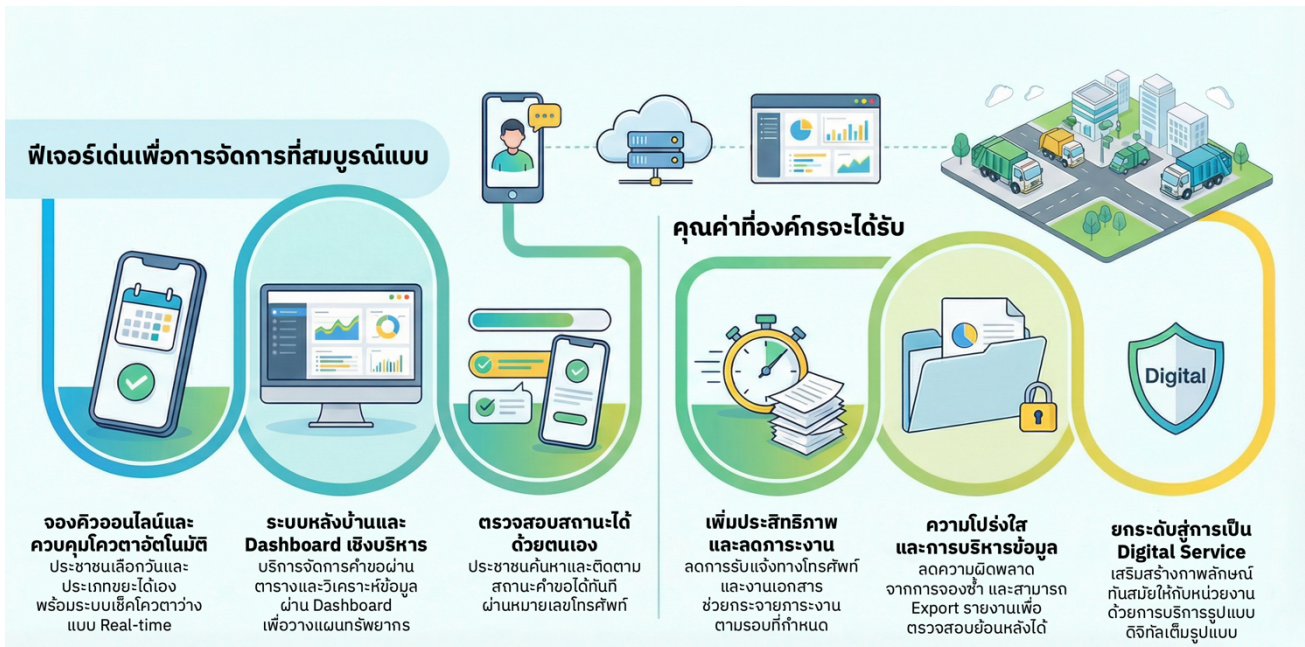 ฟีเจอร์เด่นเพื่อการจัดการที่สมบูรณ์แบบ
จองคิวออนไลน์และ
ควบคุมโควตาอัตโนมัติ
ประชาชนเลือกวันและ
ประเภทขยะได้เอง
พร้อมระบบเช็คโควตาว่าง
แบบ Real-time
ระบบหลังบ้านและ
Dashboard เชิงบริหาร
บริการจัดการคำขอผ่าน
ตารางและวิเคราะห์ข้อมูล
ผ่าน Dashboard
เพื่อวางแผนทรัพยากร
ตรวจสอบสถานะได้
ด้วยตนเอง
ประชาชนค้นหาและติดตาม
สถานะคำขอได้ทันที
ผ่านหมายเลขโทรศัพท์
คุณค่าที่องค์กรจะได้รับ
เพิ่มประสิทธิภาพ
และลดภาระงาน
ลดการรับแจ้งทางโทรศัพท์
และงานเอกสาร
ช่วยกระจายภาระงาน
ตามรอบที่กำหนด
ความโปร่งใส
และการบริหารข้อมูล
ลดความผิดพลาด
จากการจองซ้ำ และสามารถ
Export รายงานเพื่อ
ตรวจสอบย้อนหลังได้
Digital
ยกระดับสู่การเป็น
Digital Service
เสริมสร้างภาพลักษณ์
ทันสมัยให้กับหน่วยงาน
ด้วยการบริการรูปแบบ
ดิจิทัลเต็มรูปแบบ